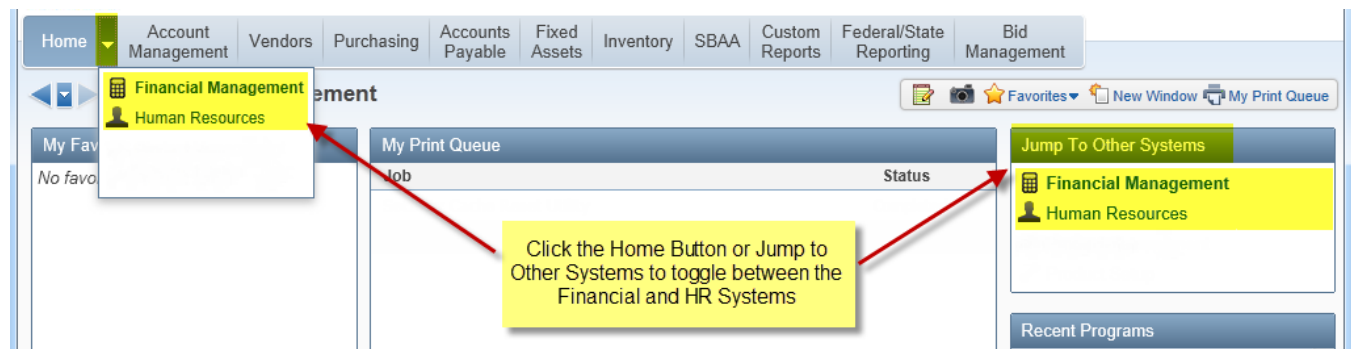 Home
Account Management
Vendors
Purchasing
Accounts Payable
Fixed Assets
Inventory
SBAA
Custom Reports
Federal/State Reporting
Bid Management
Financial Management
Human Resources
Favorites
New Window
My Print Queue
My Fav
No favo
My Print Queue
Job Status
Jump To Other Systems
Financial Management
Human Resources
Click the Home Button or Jump to
Other Systems to toggle between the
Financial and HR Systems
Recent Programs